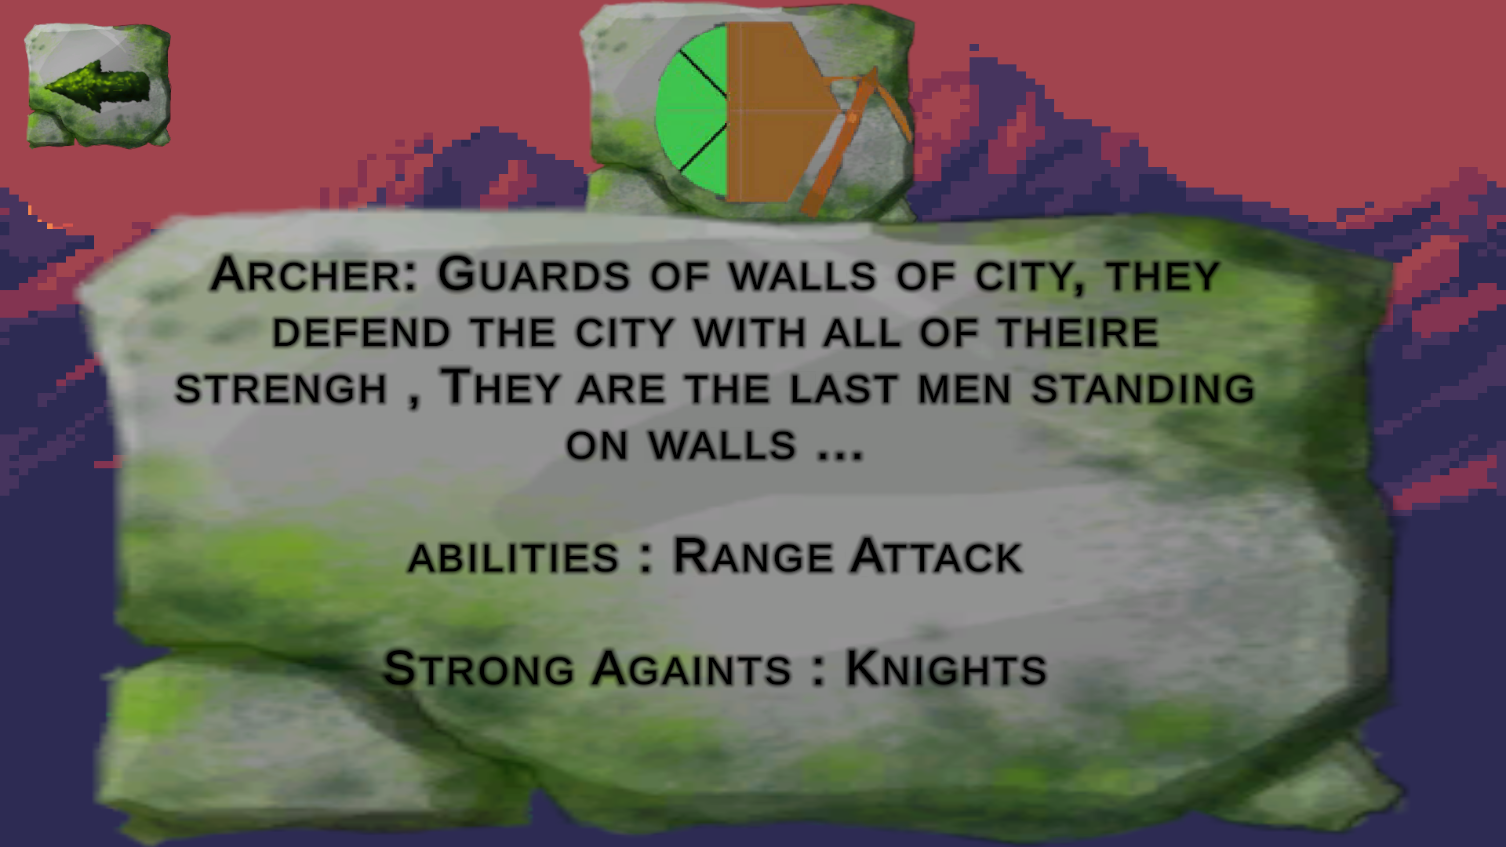 Archer: Guards of walls of city, they
defend the city with all of theire
strengh , They are the last men standing
on walls ...
abilities : Range Attack
Strong Againts : Knights